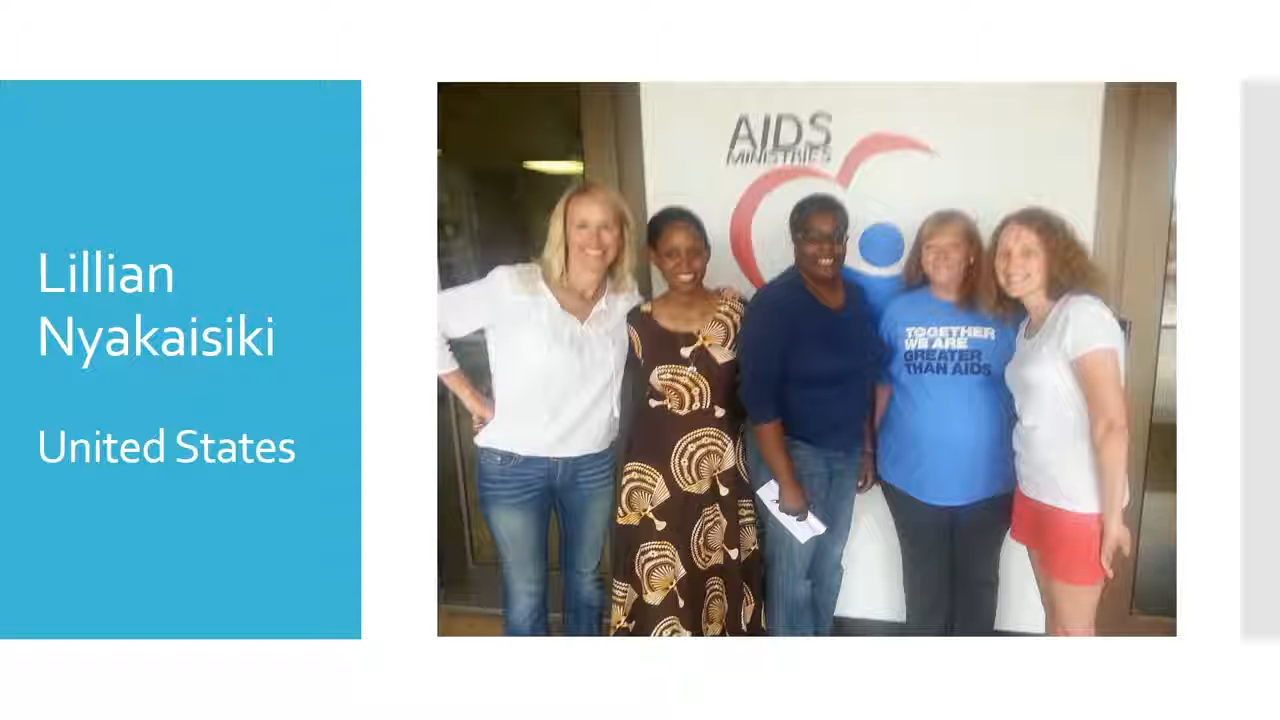 Lillian
Nyakaisiki
United States
AIDS
MINISTRIES
TOGETHER
WE ARE
GREATER
THAN AIDS